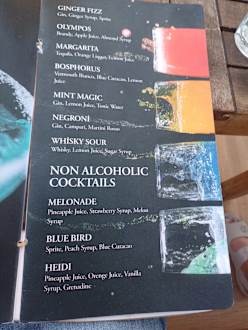 GINGER FIZZ
Gin, Ginger Syrup, Sprite
OLYMPOS
Brandy, Apple Juice, Almond Syrup
MARGARITA
Tequila, Orange Ligger, Lemon Juice
BOSPHORUS
Vermouth Bianco, Blue Curacao, Lemon
Juice
MINT MAGIC
Gin, Lemon Juice, Tonic Water
NEGRONI
Gin, Campari, Martini Rosso
WHISKY SOUR
Whisky, Lemon Juice, Sugar Syrup
NON ALCOHOLIC
COCKTAILS
MELONADE
Pineapple Juice, Strawberry Syrup, Melon
Syrup
BLUE BIRD
Sprite, Peach Syrup, Blue Curacao
HEIDI
Pineapple Juice, Orenge Juice, Vanilla
Syrup, Grenadine